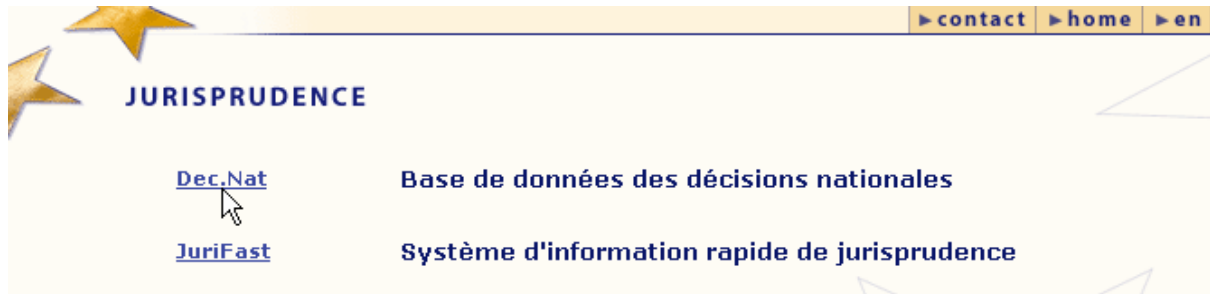 contact home en
JURISPRUDENCE
Dec.Nat Base de données des décisions nationales
JuriFast Système d'information rapide de jurisprudence